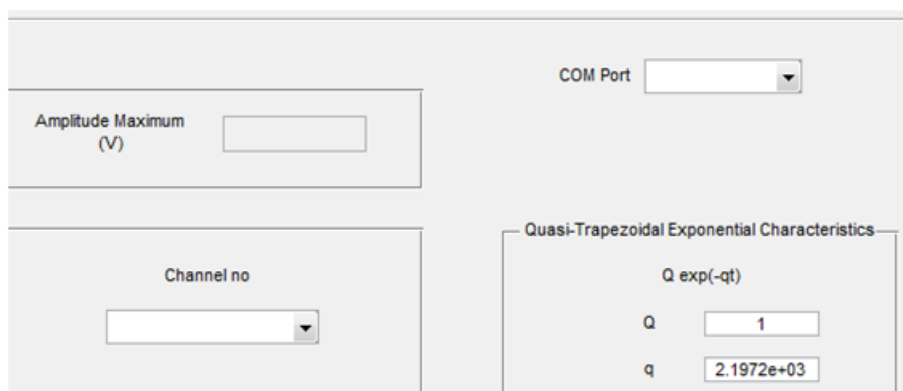 COM Port
Amplitude Maximum
(V)
Quasi-Trapezoidal Exponential Characteristics
Channel no
Q exp(-qt)
Q 1
q 2.1972e+03